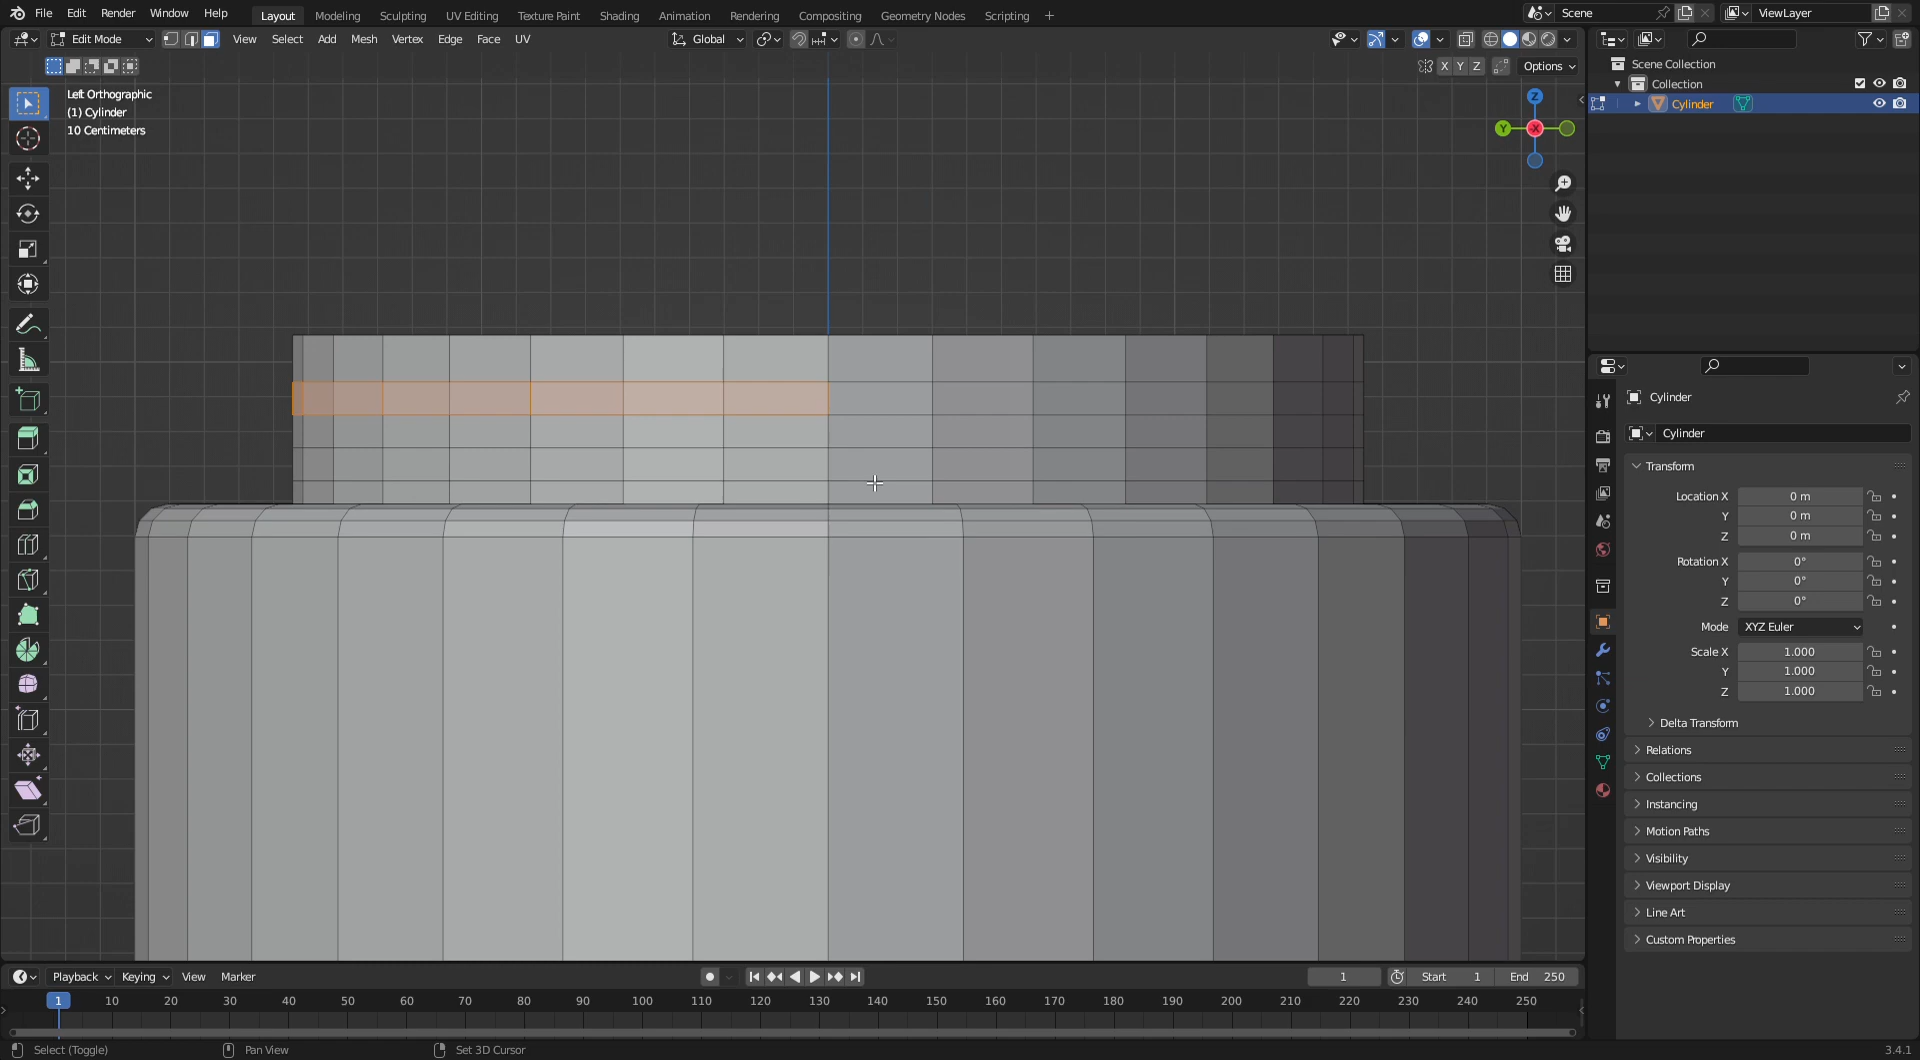 File Edit Render Window Help Layout Modeling Sculpting UV Editing Texture Paint Shading Animation Rendering Compositing Geometry Nodes Scripting + Scene ViewLayer
Edit Mode View Select Add Mesh Vertex Edge Face UV Global
X Y Z Options
Left Orthographic
(1) Cylinder
10 Centimeters
Z
Y X
Scene Collection
Collection
Cylinder
Cylinder
Cylinder
Transform
Location X 0 m
Y 0 m
Z 0 m
Rotation X 0°
Y 0°
Z 0°
Mode XYZ Euler
Scale X 1.000
Y 1.000
Z 1.000
Delta Transform
Relations
Collections
Instancing
Motion Paths
Visibility
Viewport Display
Line Art
Custom Properties
Playback Keying View Marker 1 Start 1 End 250
1 10 20 30 40 50 60 70 80 90 100 110 120 130 140 150 160 170 180 190 200 210 220 230 240 250
Select (Toggle) Pan View Set 3D Cursor 3.4.1